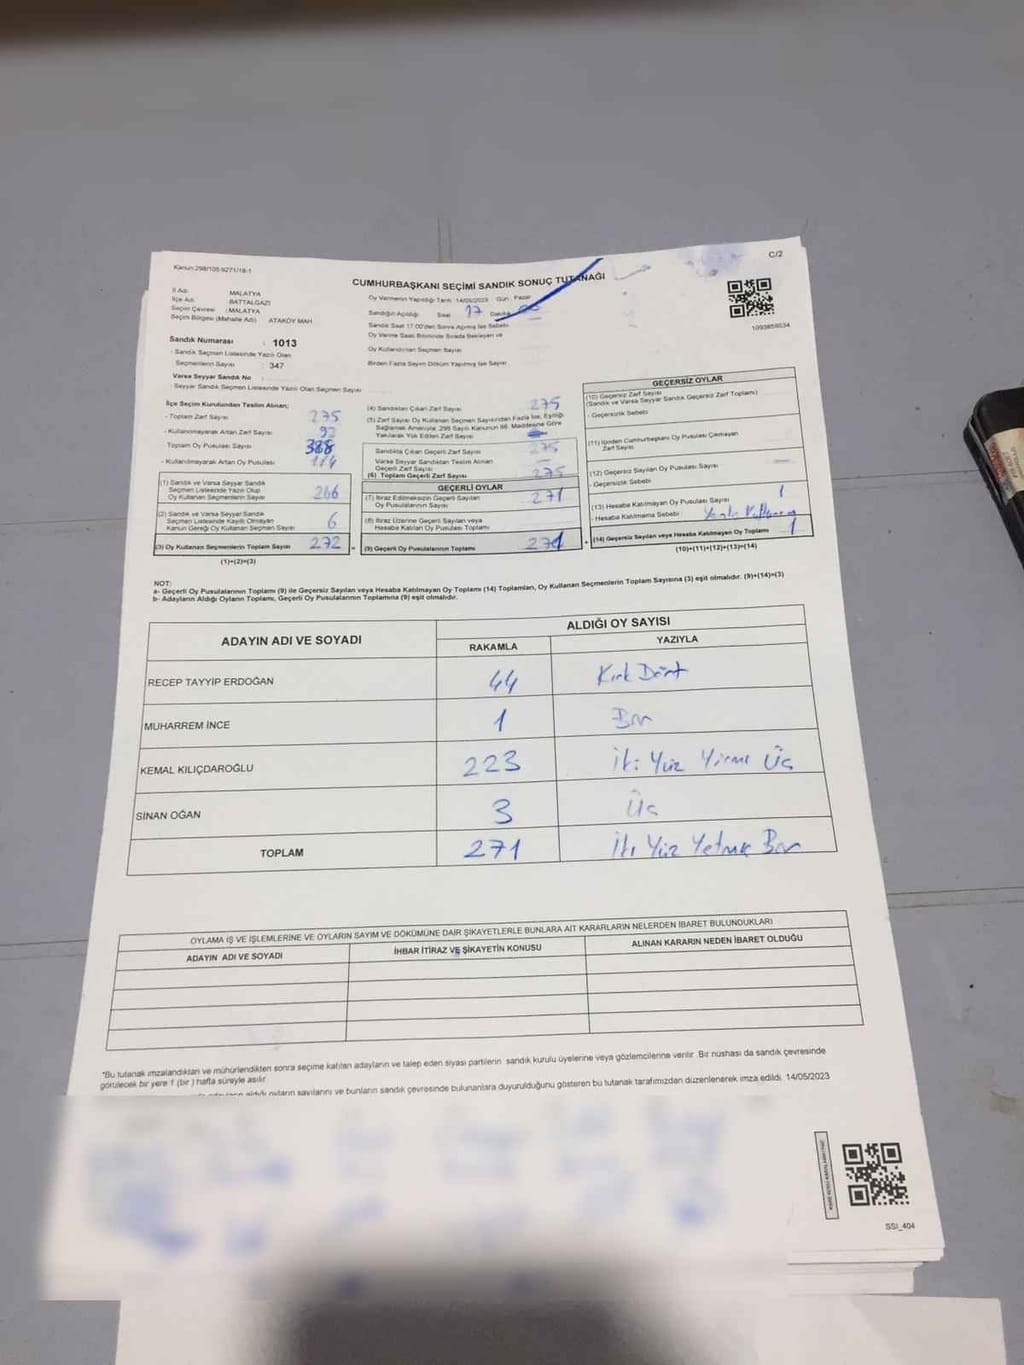 Kanun:298/105 6271/18-1
C/2
CUMHURBAŞKANI SEÇİMİ SANDIK SONUÇ TUTANAĞI
İl Adı : MALATYA
İlçe Adı : BATTALGAZİ
Seçim Çevresi : MALATYA
Seçim Bölgesi (Mahalle Adı) : ATAKÖY MAH
Oy Vermenin Yapıldığı Tarih: 14/05/2023 Gün : Pazar
Sandığın Açıldığı Saat 17 Dakika
Sandık Saat 17:00'den Sonra Açılmış İse Sebebi
Oy Verme Saati Bitiminde Sırada Bekleyen ve
Oy Kullandırılan Seçmen Sayısı
Birden Fazla Sayım Döküm Yapılmış İse Sayısı
1093859534
Sandık Numarası : 1013
- Sandık Seçmen Listesinde Yazılı Olan
Seçmenlerin Sayısı : 347
Varsa Seyyar Sandık No :
- Seyyar Sandık Seçmen Listesinde Yazılı Olan Seçmen Sayısı
İlçe Seçim Kurulundan Teslim Alınan;
- Toplam Zarf Sayısı
- Kullanılmayarak Artan Zarf Sayısı
Toplam Oy Pusulası Sayısı 388
- Kullanılmayarak Artan Oy Pusulası
(1) Sandık ve Varsa Seyyar Sandık
Seçmen Listesinde Yazılı Olup
Oy Kullanan Seçmenlerin Sayısı 266
(2) Sandık ve Varsa Seyyar Sandık
Seçmen Listesinde Kayıtlı Olmayan
Kanun Gereği Oy Kullanan Seçmen Sayısı 6
(3) Oy Kullanan Seçmenlerin Toplam Sayısı 272
(1)+(2)=(3)
(4) Sandıktan Çıkan Zarf Sayısı 275
(5) Zarf Sayısı Oy Kullanan Seçmen Sayısından Fazla İse, Eşitliği
Sağlamak Amacıyla, 298 Sayılı Kanunun 98. Maddesine Göre
Yakılarak Yok Edilen Zarf Sayısı
Sandıkta Çıkan Geçerli Zarf Sayısı 275
Varsa Seyyar Sandıktan Teslim Alınan
Geçerli Zarf Sayısı
(6) Toplam Geçerli Zarf Sayısı 275
GEÇERLİ OYLAR
(7) İtiraz Edilmeksizin Geçerli Sayılan
Oy Pusulalarının Sayısı 271
(8) İtiraz Üzerine Geçerli Sayılan veya
Hesaba Katılan Oy Pusulası Sayısı
(9) Geçerli Oy Pusulalarının Toplamı 271
GEÇERSİZ OYLAR
(10) Geçersiz Zarf Sayısı
(Sandık ve Varsa Seyyar Sandık Geçersiz Zarf Toplamı)
- Geçersizlik Sebebi
(11) İçinden Cumhurbaşkanı Oy Pusulası Çıkmayan
Zarf Sayısı
(12) Geçersiz Sayılan Oy Pusulası Sayısı
- Geçersizlik Sebebi
(13) Hesaba Katılmayan Oy Pusulası Sayısı 1
- Hesaba Katılmama Sebebi :
(14) Geçersiz Sayılan veya Hesaba Katılmayan Oy Toplamı 1
(10)+(11)+(12)+(13)=(14)
NOT:
a- Geçerli Oy Pusulalarının Toplamı (9) ile Geçersiz Sayılan veya Hesaba Katılmayan Oy Toplamı (14) Toplamları, Oy Kullanan Seçmenlerin Toplam Sayısına (3) eşit olmalıdır. (9)+(14)=(3)
b- Adayların Aldığı Oyların Toplamı, Geçerli Oy Pusulalarının Toplamına (9) eşit olmalıdır.
ADAYIN ADI VE SOYADI
ALDIĞI OY SAYISI
RAKAMLA YAZIYLA
RECEP TAYYİP ERDOĞAN 44 Kırk Dört
MUHARREM İNCE 1 Bir
KEMAL KILIÇDAROĞLU 223 İki Yüz Yirmi Üç
SİNAN OĞAN 3 Üç
TOPLAM 271 İki Yüz Yetmiş Bir
OYLAMA İŞ VE İŞLEMLERİNE VE OYLARIN SAYIM VE DÖKÜMÜNE DAİR ŞİKAYETLERLE BUNLARA AİT KARARLARIN NELERDEN İBARET BULUNDUKLARI
ADAYIN ADI VE SOYADI İHBAR İTİRAZ VE ŞİKAYETİN KONUSU ALINAN KARARIN NEDEN İBARET OLDUĞU
*Bu tutanak imzalandıktan ve mühürlendikten sonra seçime katılan adayların ve talep eden siyasi partilerin sandık kurulu üyelerine veya gözlemcilerine verilir. Bir nüshası da sandık çevresinde
görülecek bir yere 1 (bir) hafta süreyle asılır.
aldığı oyların sayılarını ve bunların sandık çevresinde bulunanlara duyurulduğunu gösteren bu tutanak tarafımızdan düzenlenerek imza edildi. 14/05/2023
SSİ_404